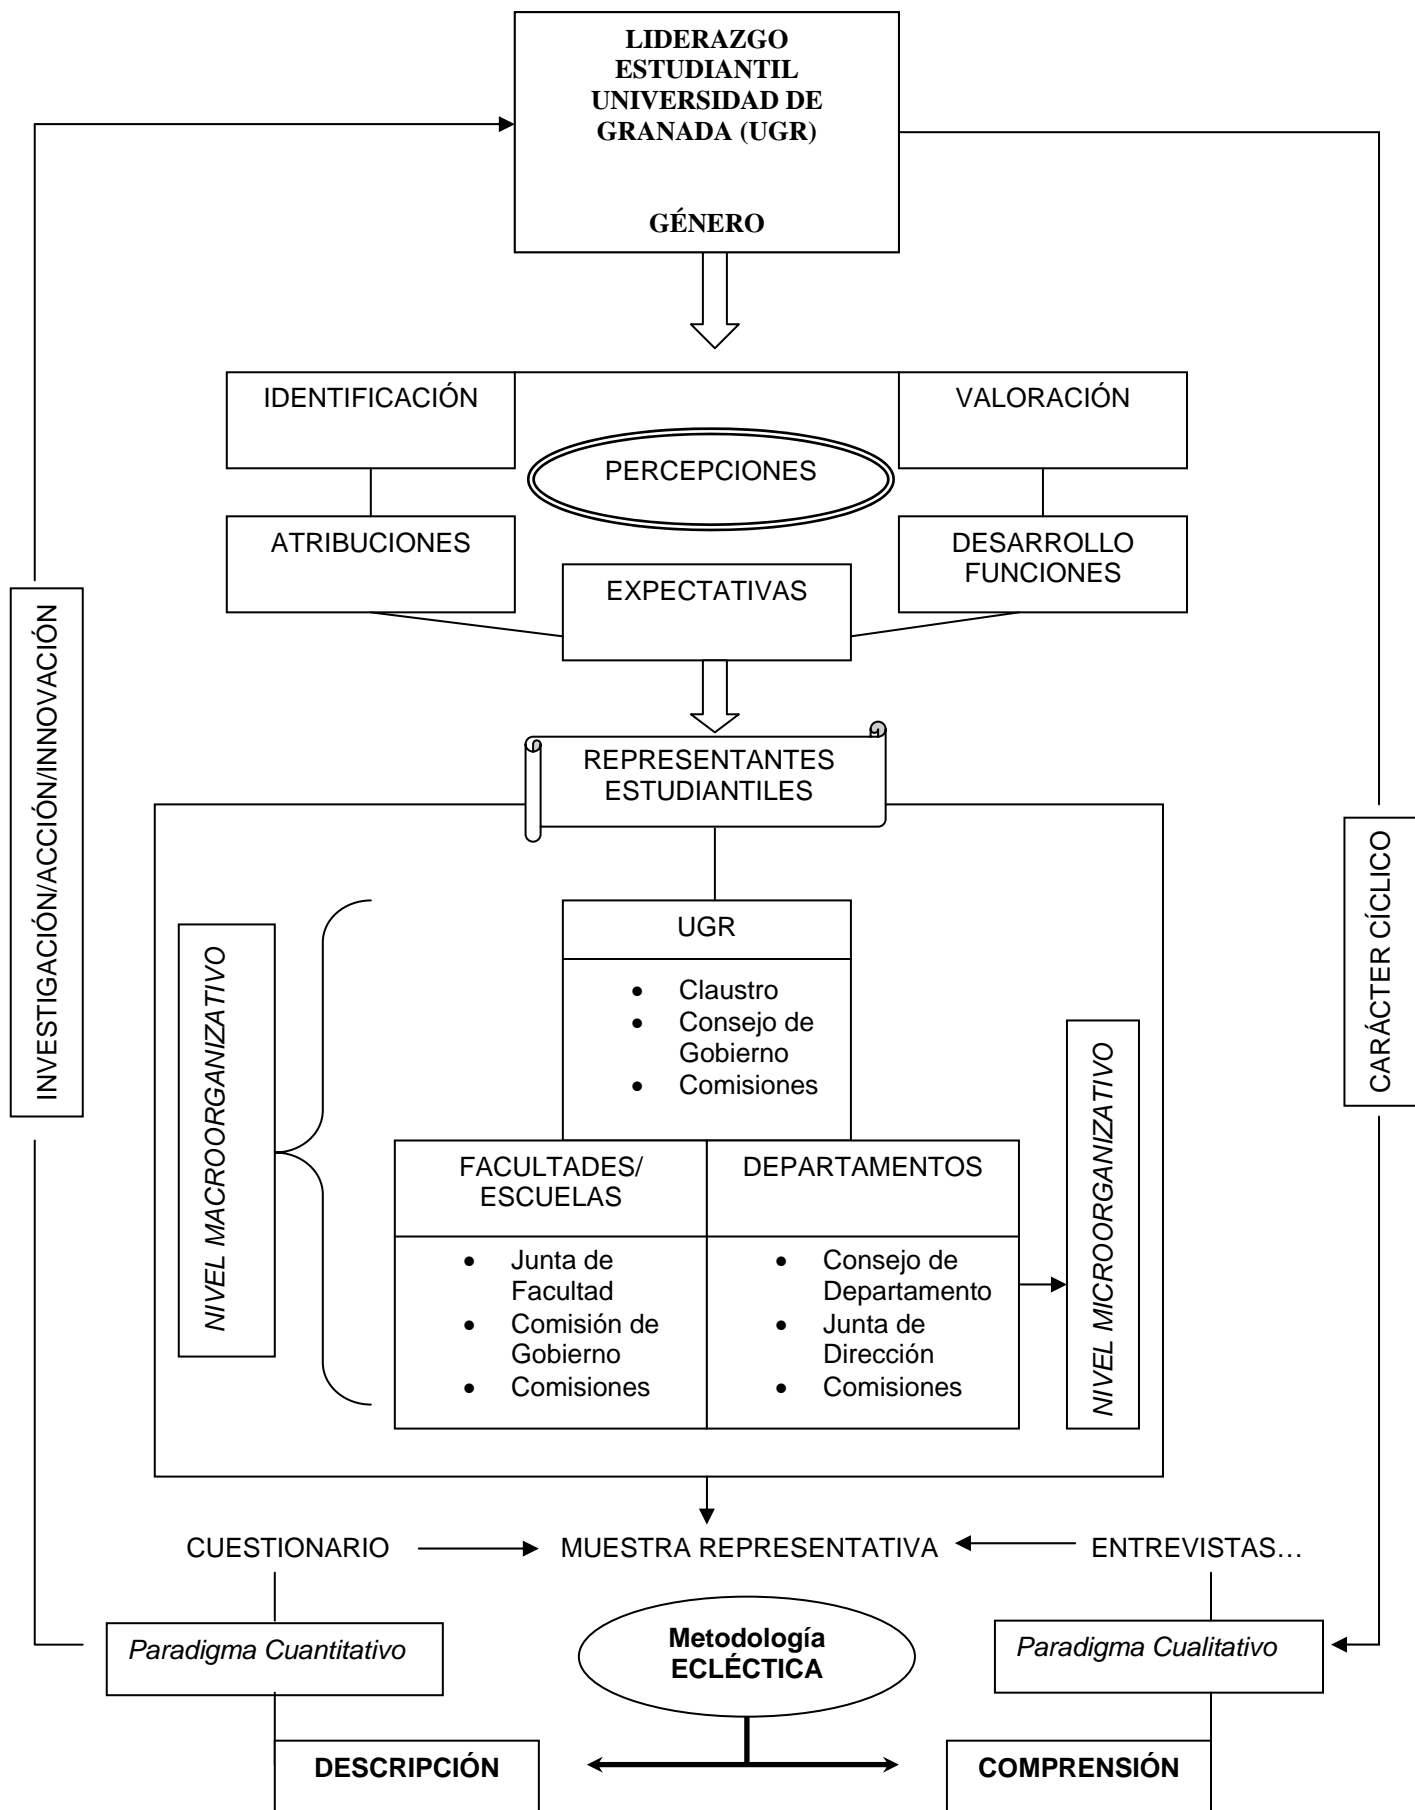 LIDERAZGO
ESTUDIANTIL
UNIVERSIDAD DE
GRANADA (UGR)
GÉNERO
IDENTIFICACIÓN
VALORACIÓN
PERCEPCIONES
ATRIBUCIONES
DESARROLLO
FUNCIONES
EXPECTATIVAS
INVESTIGACIÓN/ACCIÓN/INNOVACIÓN
REPRESENTANTES
ESTUDIANTILES
CARÁCTER CÍCLICO
NIVEL MACROORGANIZATIVO
UGR
• Claustro
• Consejo de
Gobierno
• Comisiones
NIVEL MICROORGANIZATIVO
FACULTADES/
ESCUELAS
• Junta de
Facultad
• Comisión de
Gobierno
• Comisiones
DEPARTAMENTOS
• Consejo de
Departamento
• Junta de
Dirección
• Comisiones
CUESTIONARIO
MUESTRA REPRESENTATIVA
ENTREVISTAS…
Paradigma Cuantitativo
Metodología
ECLÉCTICA
Paradigma Cualitativo
DESCRIPCIÓN
COMPRENSIÓN